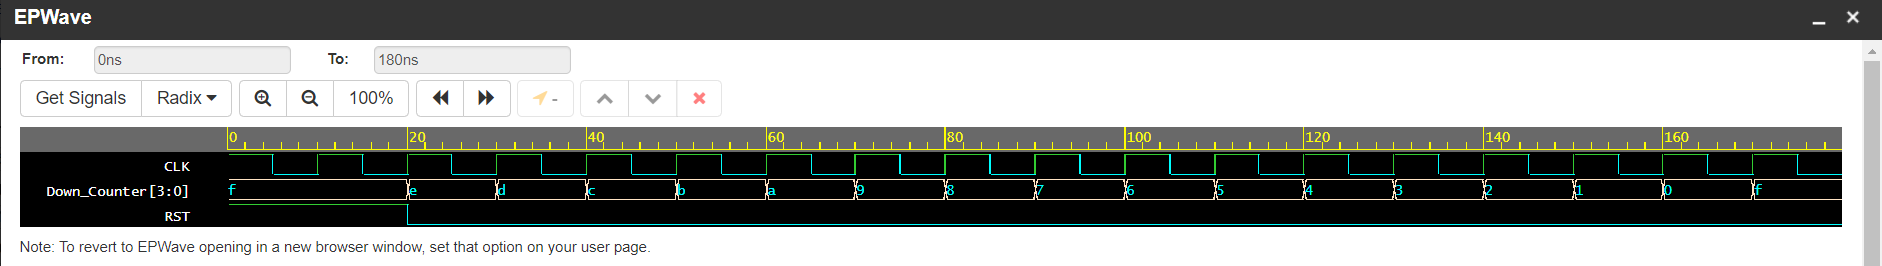 EPWave
From: 0ns To: 180ns
Get Signals Radix 100% -
0 20 40 60 80 100 120 140 160
CLK
Down_Counter[3:0] f e d c b a 9 8 7 6 5 4 3 2 1 0 f
RST
Note: To revert to EPWave opening in a new browser window, set that option on your user page.